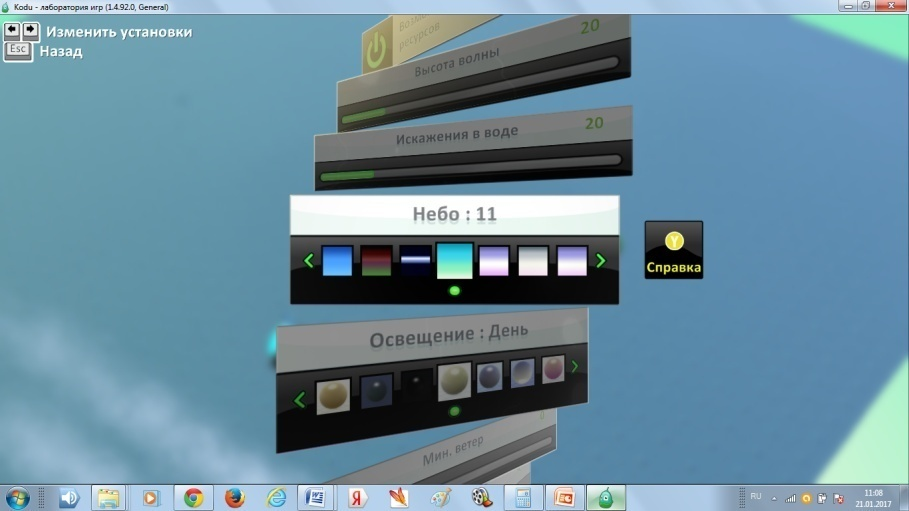 Kodu - лаборатория игр (1.4.92.0, General)
Изменить установки
Esc Назад
ресурсов
Высота волны 20
Искажения в воде 20
Небо : 11
Y
Справка
Освещение : День
Мин. ветер
RU
11:08
21.01.2017